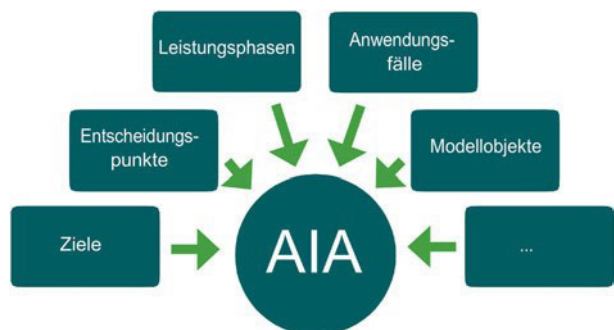 Leistungsphasen
Anwendungs-
fälle
Entscheidungs-
punkte
Modellobjekte
Ziele
AIA
...